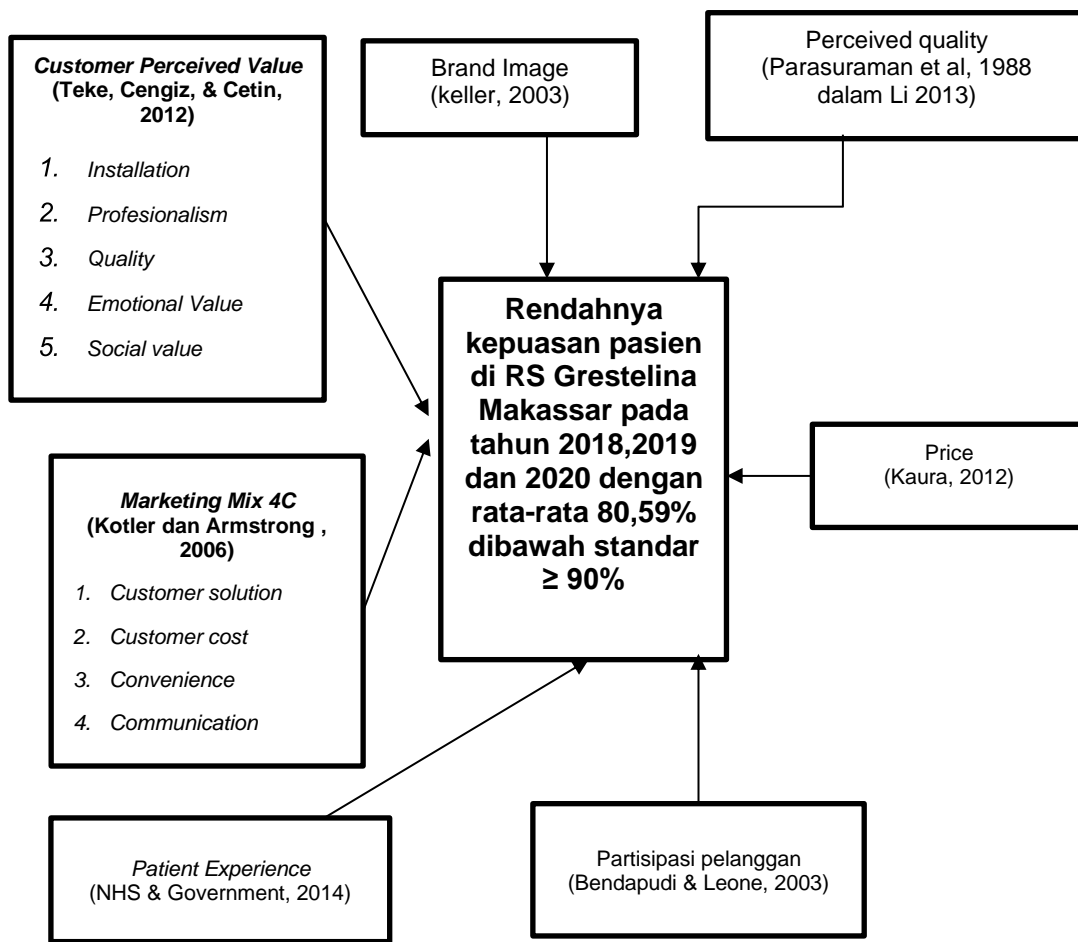 Customer Perceived Value
(Teke, Cengiz, & Cetin,
2012)
1. Installation
2. Profesionalism
3. Quality
4. Emotional Value
5. Social value
Brand Image
(keller, 2003)
Perceived quality
(Parasuraman et al, 1988
dalam Li 2013)
Rendahnya
kepuasan pasien
di RS Grestelina
Makassar pada
tahun 2018,2019
dan 2020 dengan
rata-rata 80,59%
dibawah standar
≥ 90%
Price
(Kaura, 2012)
Marketing Mix 4C
(Kotler dan Armstrong ,
2006)
1. Customer solution
2. Customer cost
3. Convenience
4. Communication
Patient Experience
(NHS & Government, 2014)
Partisipasi pelanggan
(Bendapudi & Leone, 2003)